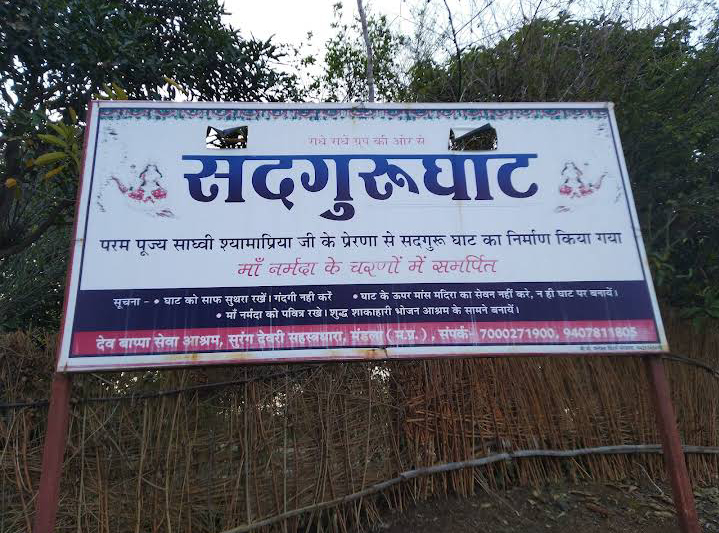 राधे राधे ग्रुप की ओर से
सदगुरूघाट
परम पूज्य साध्वी श्यामाप्रिया जी के प्रेरणा से सदगुरू घाट का निर्माण किया गया
माँ नर्मदा के चरणों में समर्पित
सूचना - • घाट को साफ सुथरा रखें। गंदगी नही करें • घाट के ऊपर मांस मदिरा का सेवन नहीं करे, न ही घाट पर बनायें।
• माँ नर्मदा को पवित्र रखे। शुद्ध शाकाहारी भोजन आश्रम के सामने बनायें।
देव बाप्पा सेवा आश्रम, सुरंग देवरी सहस्त्रधारा, मंडला (म.प्र.) , संपर्क- 7000271900, 9407811805